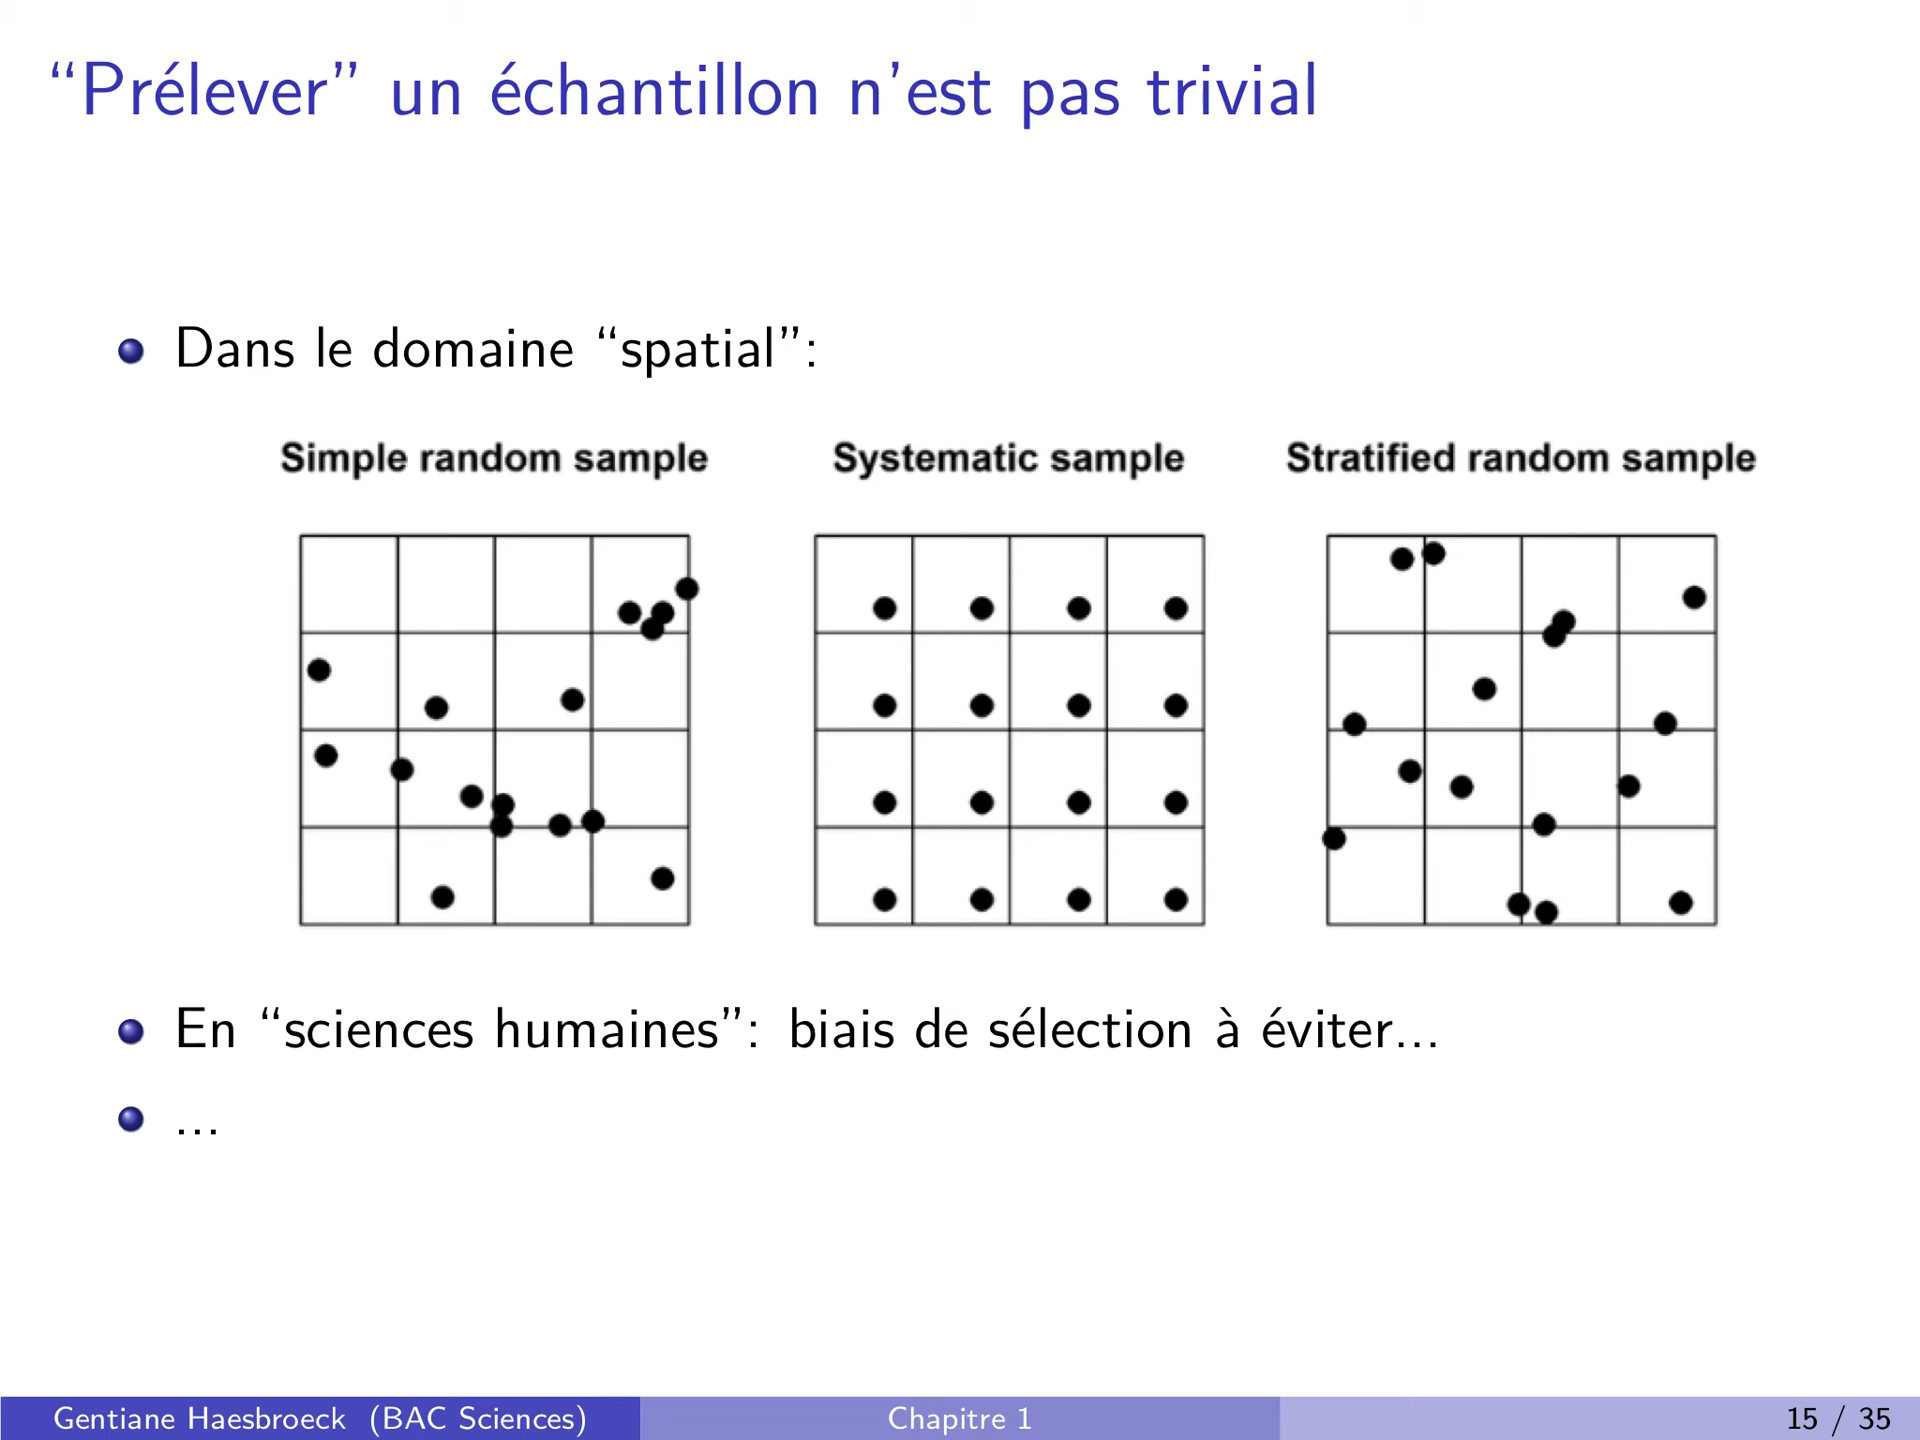 “Prélever” un échantillon n’est pas trivial
Dans le domaine “spatial”:
Simple random sample
Systematic sample
Stratified random sample
En “sciences humaines”: biais de sélection à éviter...
...
Gentiane Haesbroeck (BAC Sciences)
Chapitre 1
15 / 35